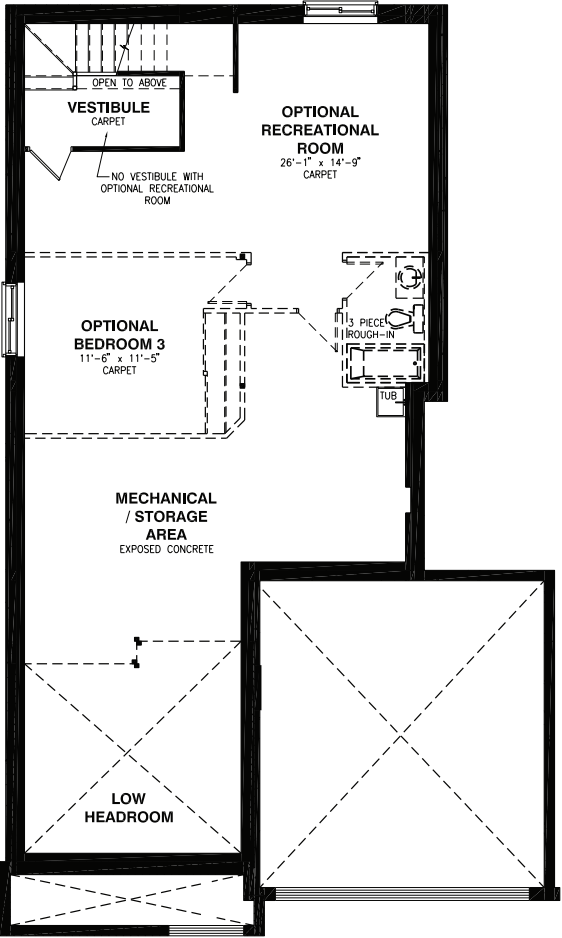 OPEN TO ABOVE
VESTIBULE
CARPET
NO VESTIBULE WITH
OPTIONAL RECREATIONAL
ROOM
OPTIONAL
RECREATIONAL
ROOM
26'-1" x 14'-9"
CARPET
OPTIONAL
BEDROOM 3
11'-6" x 11'-5"
CARPET
3 PIECE
ROUGH-IN
TUB
MECHANICAL
/ STORAGE
AREA
EXPOSED CONCRETE
LOW
HEADROOM